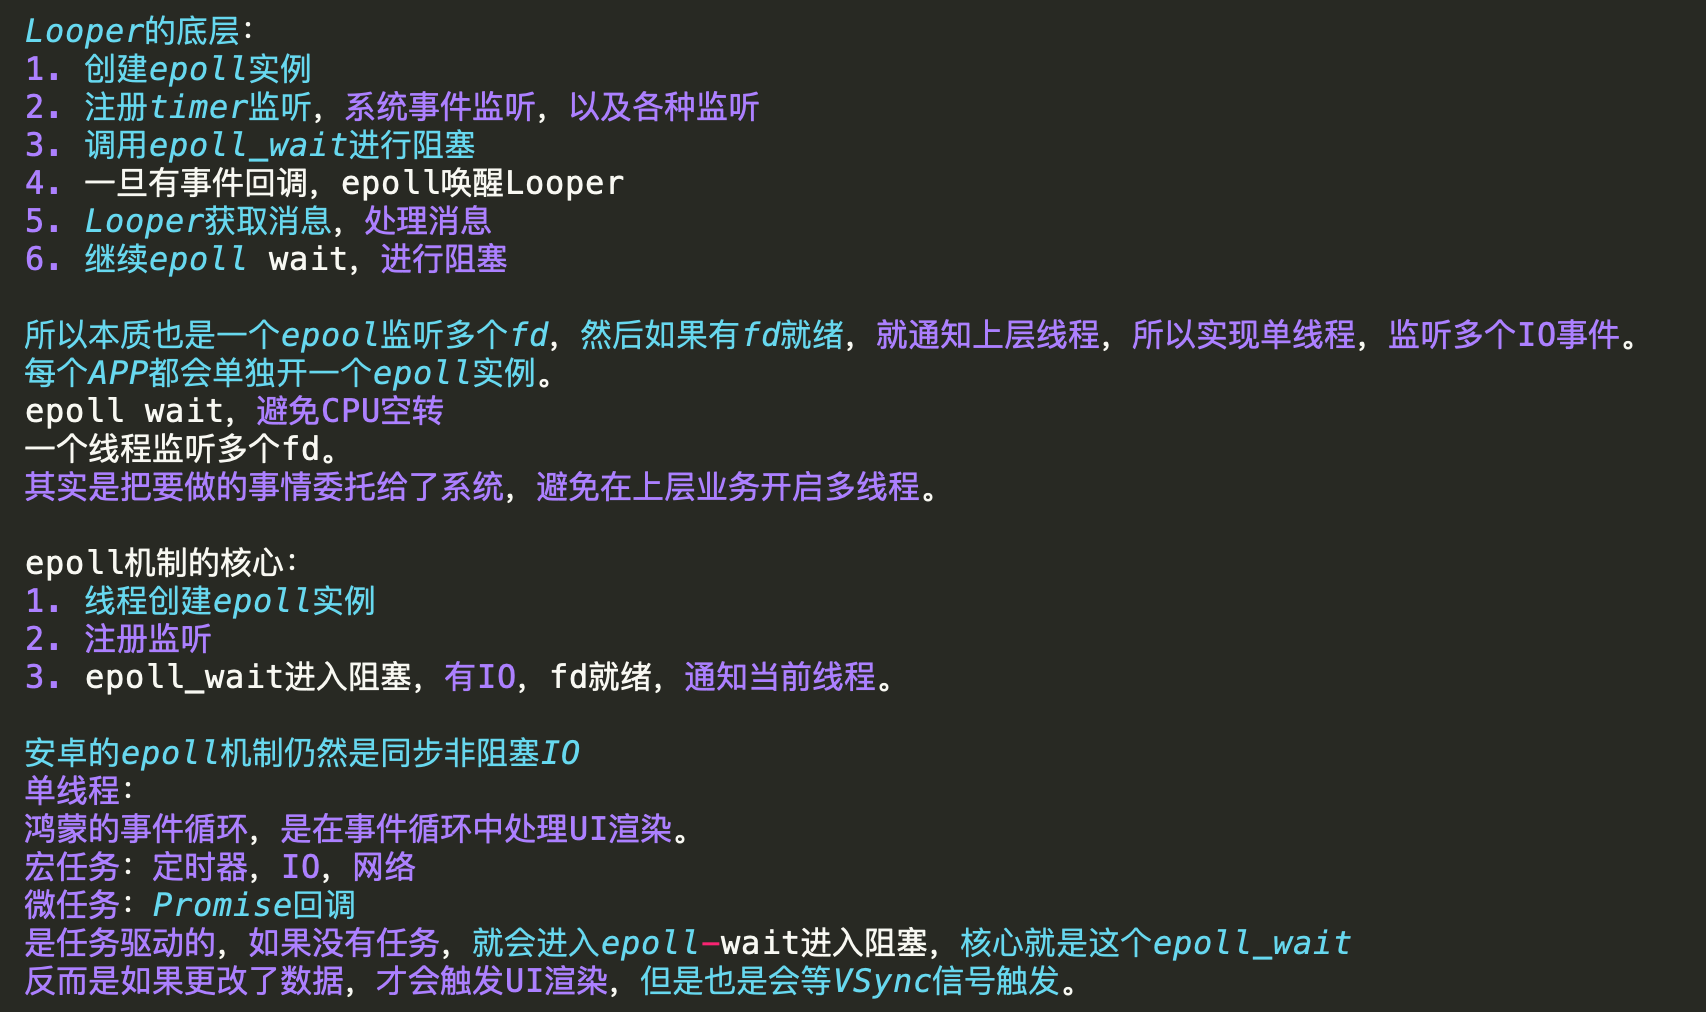 Looper的底层：
1. 创建epoll实例
2. 注册timer监听，系统事件监听，以及各种监听
3. 调用epoll_wait进行阻塞
4. 一旦有事件回调，epoll唤醒Looper
5. Looper获取消息，处理消息
6. 继续epoll wait，进行阻塞
所以本质也是一个epool监听多个fd，然后如果有fd就绪，就通知上层线程，所以实现单线程，监听多个IO事件。
每个APP都会单独开一个epoll实例。
epoll wait，避免CPU空转
一个线程监听多个fd。
其实是把要做的事情委托给了系统，避免在上层业务开启多线程。
epoll机制的核心：
1. 线程创建epoll实例
2. 注册监听
3. epoll_wait进入阻塞，有IO，fd就绪，通知当前线程。
安卓的epoll机制仍然是同步非阻塞IO
单线程：
鸿蒙的事件循环，是在事件循环中处理UI渲染。
宏任务：定时器，IO，网络
微任务：Promise回调
是任务驱动的，如果没有任务，就会进入epoll-wait进入阻塞，核心就是这个epoll_wait
反而是如果更改了数据，才会触发UI渲染，但是也是会等VSync信号触发。